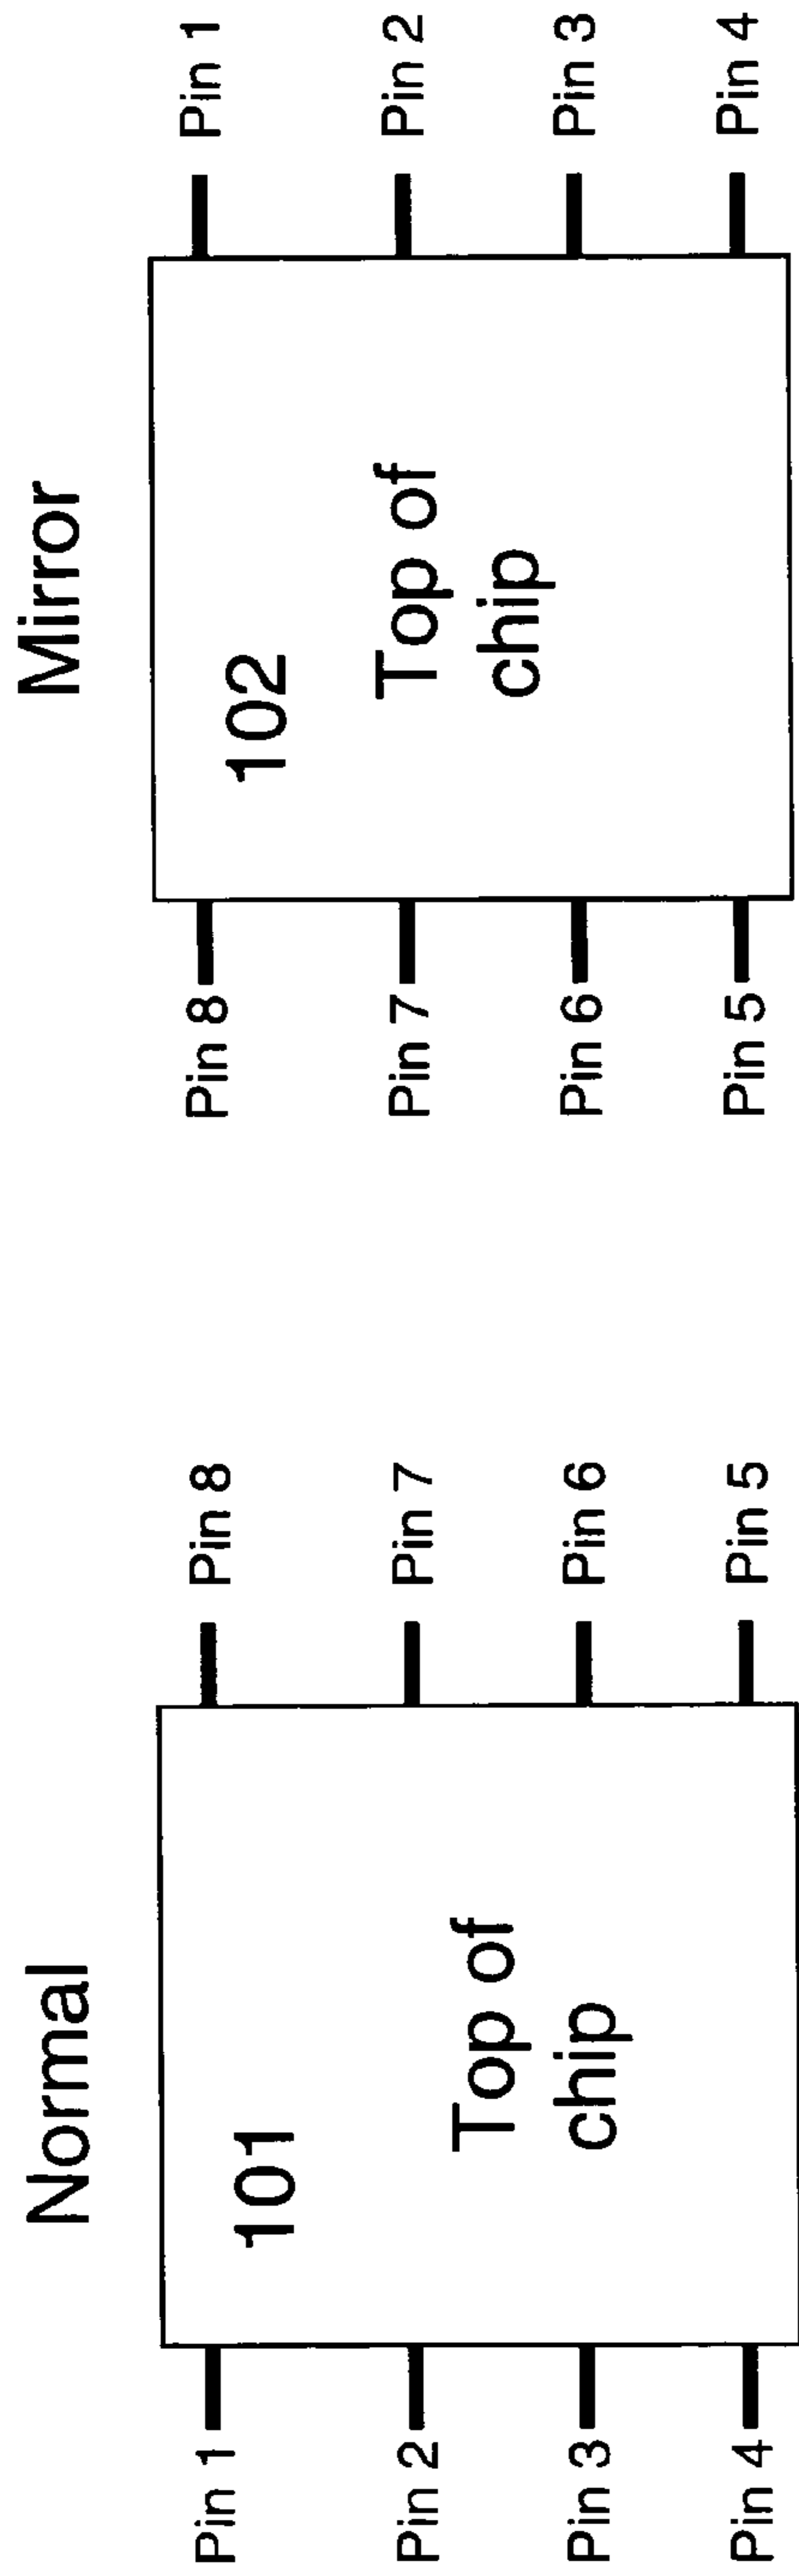 Normal
Mirror
101
Top of
chip
Pin 1
Pin 2
Pin 3
Pin 4
Pin 8
Pin 7
Pin 6
Pin 5
102
Top of
chip
Pin 8
Pin 7
Pin 6
Pin 5
Pin 1
Pin 2
Pin 3
Pin 4